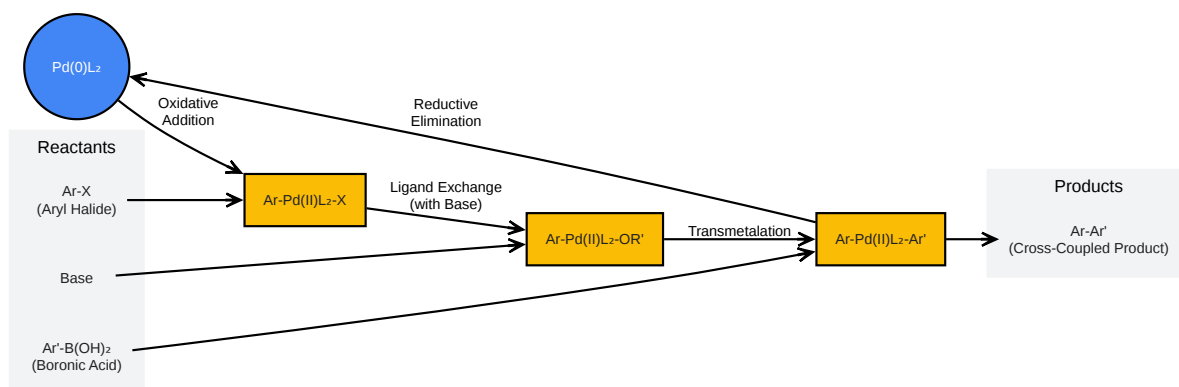 Pd(0)L₂
Oxidative
Addition
Reductive
Elimination
Reactants
Ar-X
(Aryl Halide)
Ar-Pd(II)L₂-X
Ligand Exchange
(with Base)
Ar-Pd(II)L₂-OR'
Transmetalation
Ar-Pd(II)L₂-Ar'
Products
Ar-Ar'
(Cross-Coupled Product)
Base
Ar'-B(OH)₂
(Boronic Acid)